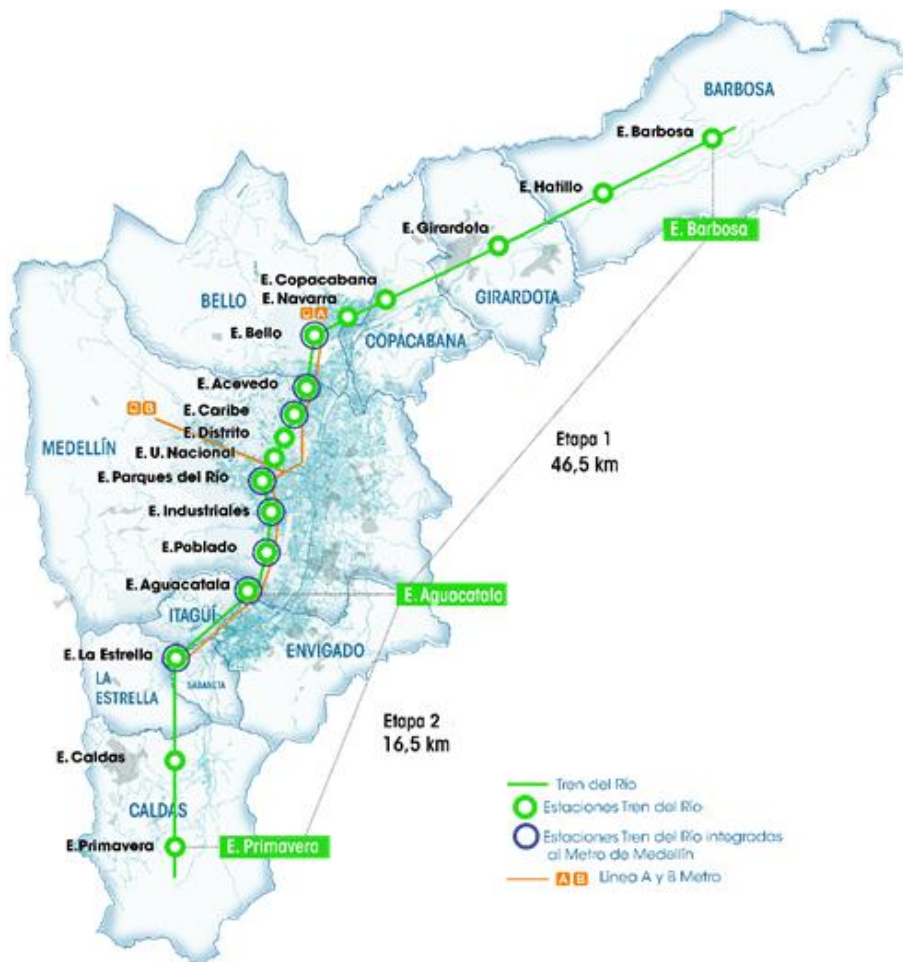 BARBOSA
E. Barbosa
E. Hatillo
E. Barbosa
E. Girardota
GIRARDOTA
E. Copacabana
E. Navarra
BELLO
C A
E. Bello
COPACABANA
E. Acevedo
E. Caribe
B
E. Distrito
MEDELLÍN
E. U. Nacional
E. Parques del Río
Etapa 1
46,5 km
E. Industriales
E. Poblado
E. Aguacatala
E. Aguacatala
ITAGÜÍ
ENVIGADO
E. La Estrella
LA
ESTRELLA
SABANETA
Etapa 2
16,5 km
E. Caldas
CALDAS
E. Primavera
E. Primavera
Tren del Río
Estaciones Tren del Río
Estaciones Tren del Río integradas
al Metro de Medellín
A B Línea A y B Metro